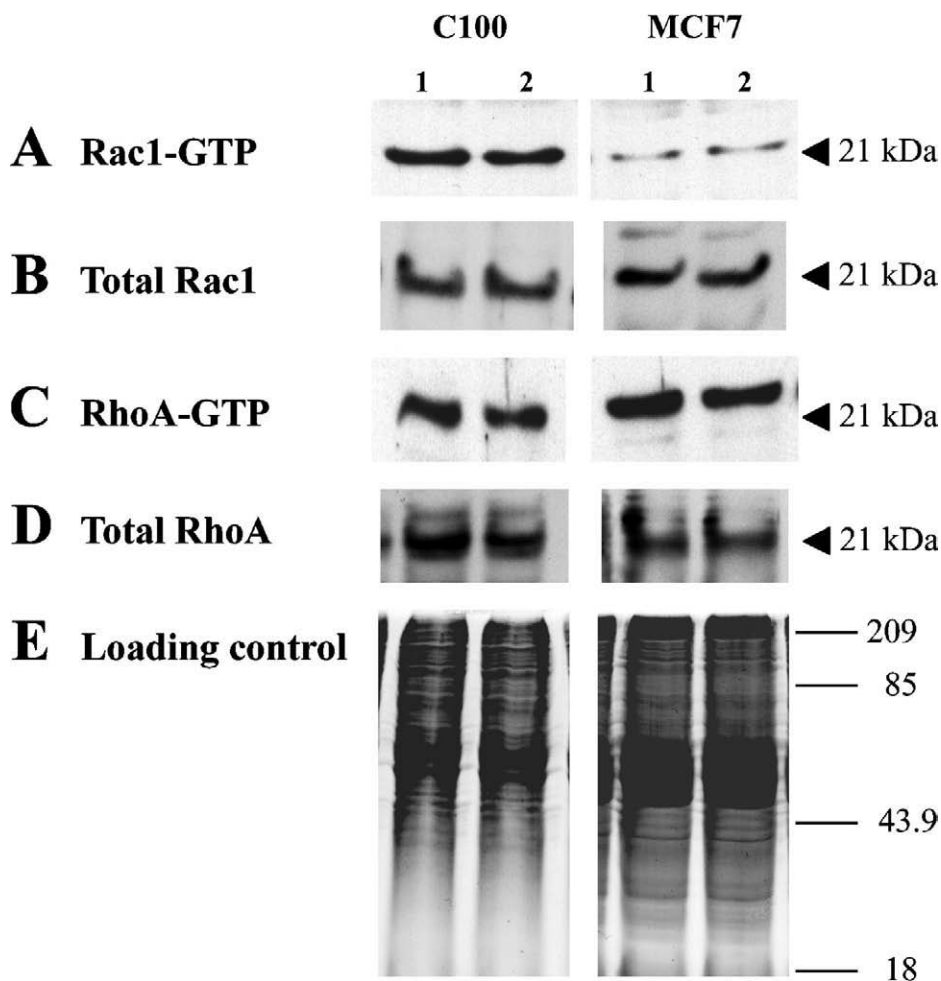 C100 MCF7
1 2 1 2
A Rac1-GTP ◀ 21 kDa
B Total Rac1 ◀ 21 kDa
C RhoA-GTP ◀ 21 kDa
D Total RhoA ◀ 21 kDa
E Loading control
209
85
43.9
18